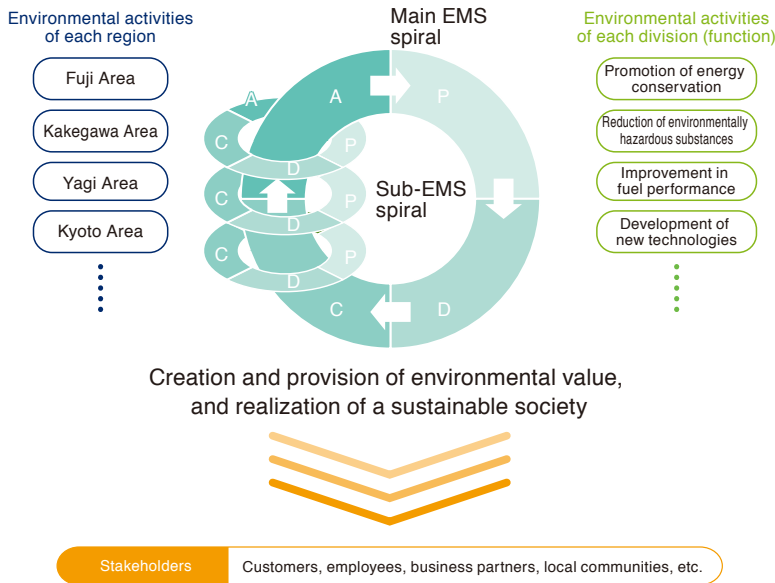 Environmental activities
of each region
Fuji Area
Kakegawa Area
Yagi Area
Kyoto Area
Main EMS
spiral
Sub-EMS
spiral
A
P
D
C
A
C
P
D
C
P
D
C
P
D
Environmental activities
of each division (function)
Promotion of energy
conservation
Reduction of environmentally
hazardous substances
Improvement in
fuel performance
Development of
new technologies
Creation and provision of environmental value,
and realization of a sustainable society
Stakeholders
Customers, employees, business partners, local communities, etc.